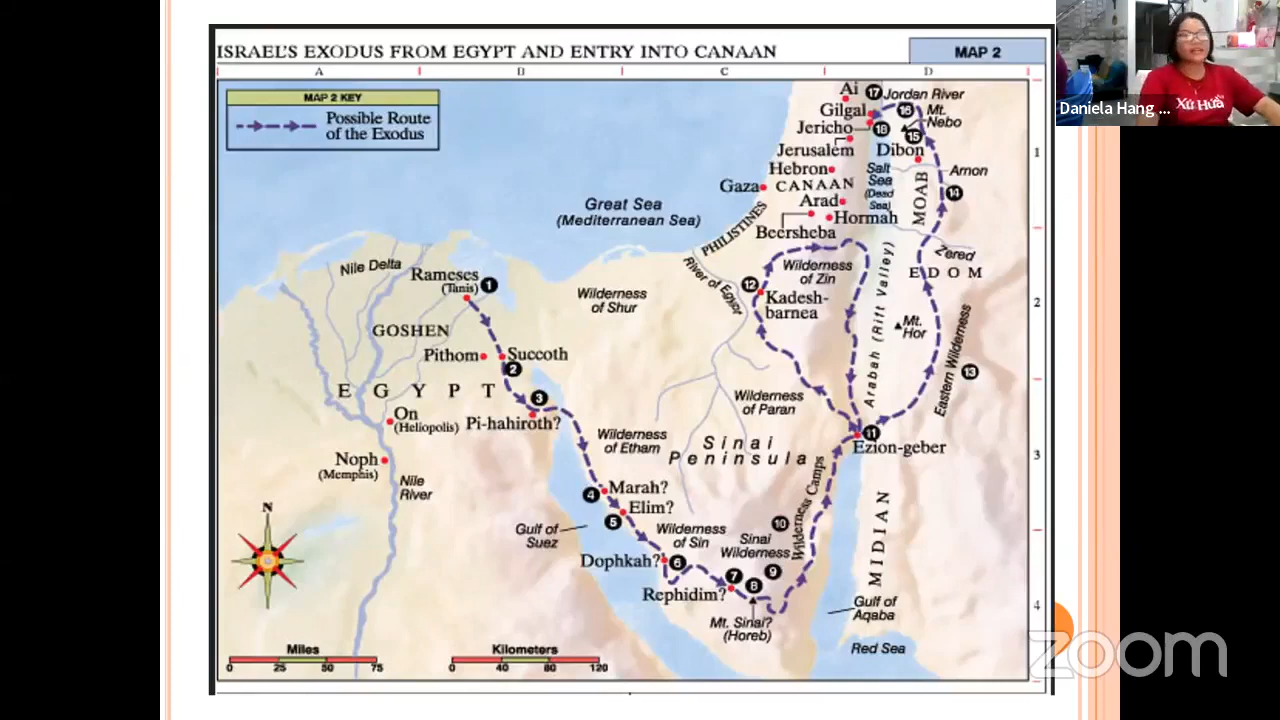 ISRAEL'S EXODUS FROM EGYPT AND ENTRY INTO CANAAN
MAP 2
A
B
C
D
MAP 2 KEY
Possible Route
of the Exodus
Ai
17
Jordan River
Gilgal
16
Mt.
Nebo
Jericho
18
15
Jerusalem
Dibon
1
Hebron
Salt
Sea
(Dead
Sea)
Arnon
Gaza
CANAAN
MOAB
14
Arad
Hormah
Great Sea
(Mediterranean Sea)
PHILISTINES
Beersheba
Zered
Nile Delta
Rameses
(Tanis)
1
River of Egypt
Wilderness
of Zin
EDOM
12
Kadesh-
barnea
Wilderness
of Shur
2
Arabah (Rift Valley)
Mt.
Hor
Eastern Wilderness
13
GOSHEN
Pithom
Succoth
2
EGYPT
3
Wilderness
of Paran
On
(Heliopolis)
Pi-hahiroth?
Wilderness
of Etham
Sinai
Peninsula
11
Ezion-geber
3
Noph
(Memphis)
Nile
River
4
Marah?
5
Elim?
Wilderness Camps
MIDIAN
N
Gulf of
Suez
Wilderness
of Sin
10
Sinai
Wilderness
Dophkah?
6
7
8
9
Rephidim?
Mt. Sinai?
(Horeb)
Gulf of
Aqaba
4
Red Sea
Miles
0 25 50 75
Kilometers
0 40 80 120
Daniela Hang ...
Xứ Hứa
zoom